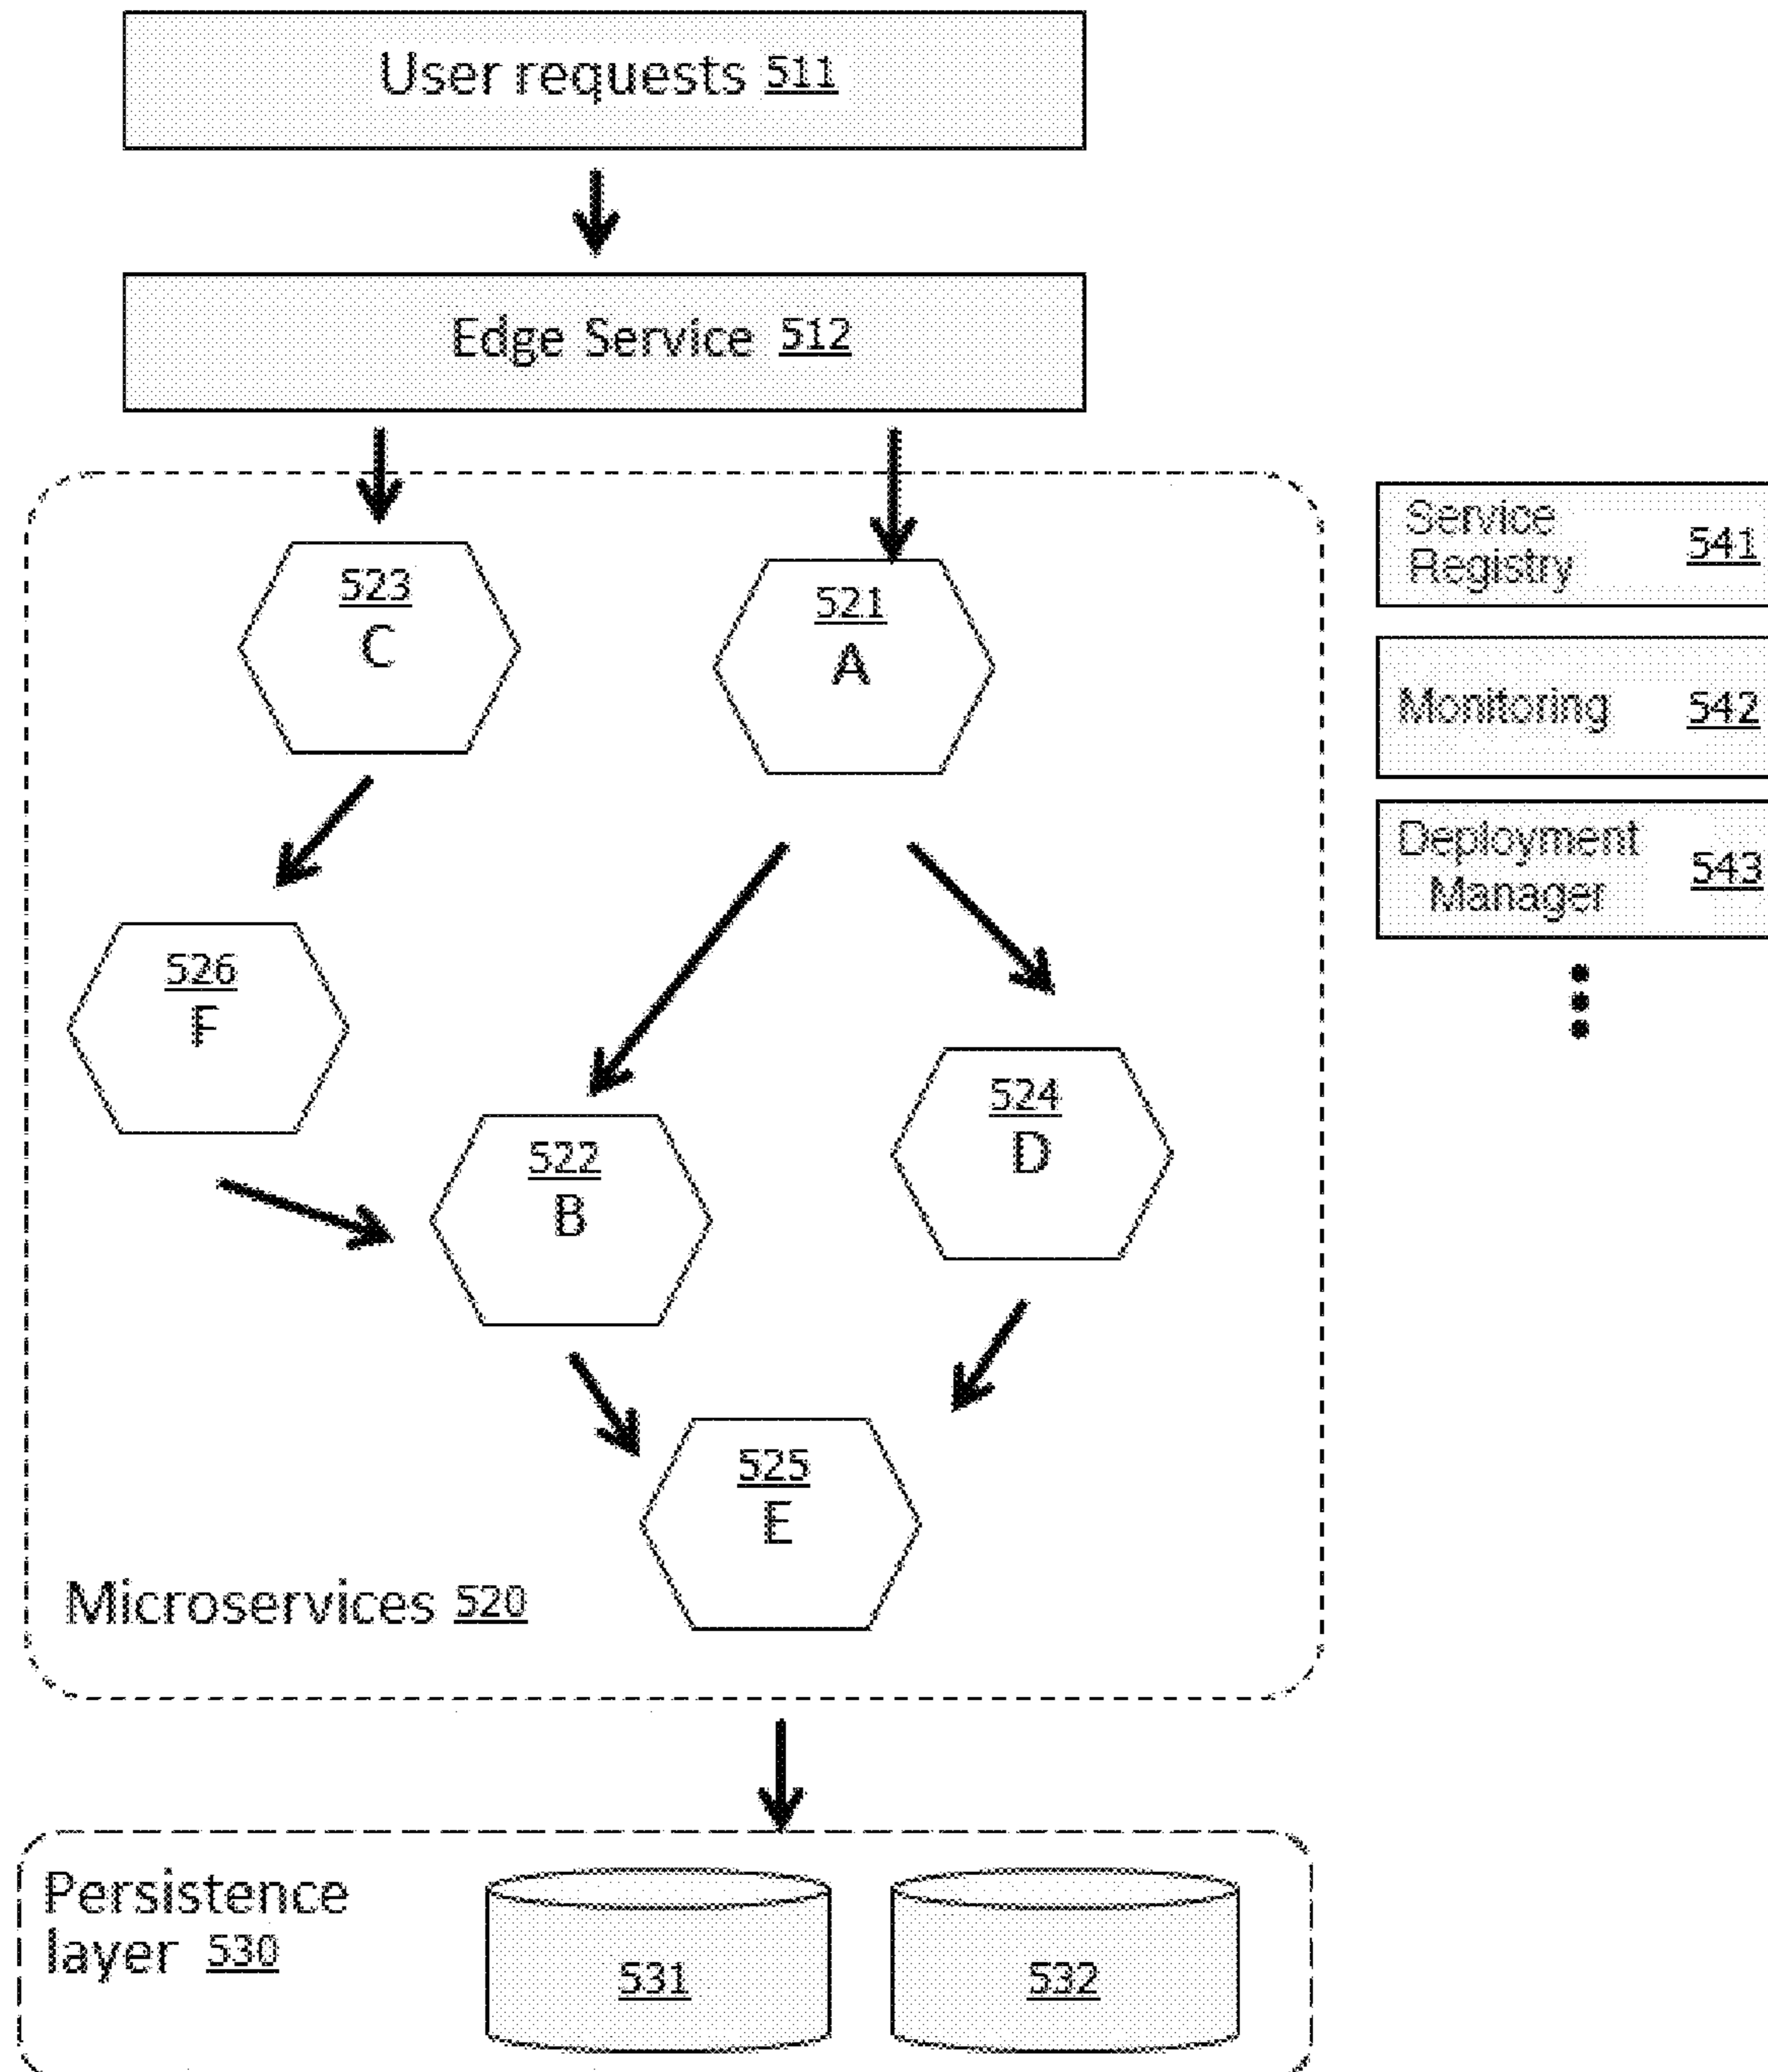 User requests 511
Edge Service 512
523
C
521
A
526
F
522
B
524
D
525
E
Microservices 520
Service
Registry 541
Monitoring 542
Deployment
Manager 543
Persistence
layer 530
531
532